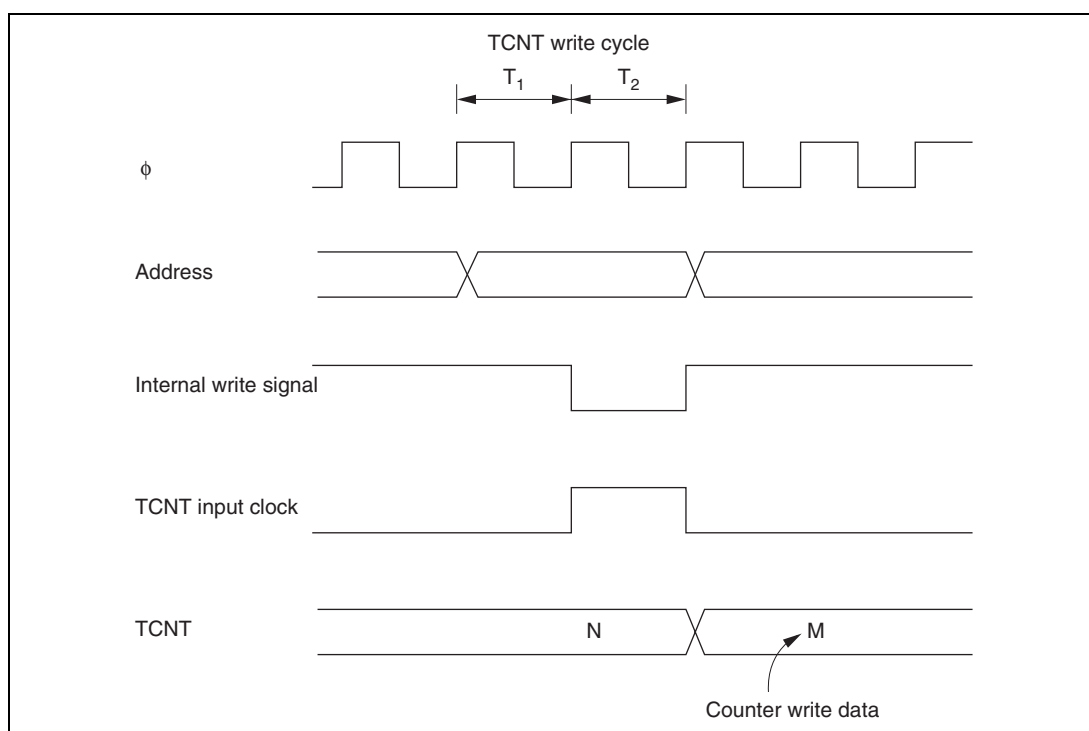 TCNT write cycle
T1 T2
ϕ
Address
Internal write signal
TCNT input clock
TCNT N M
Counter write data